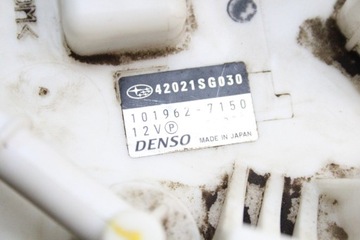 42021SG030
101962-7150
12V P
DENSO MADE IN JAPAN